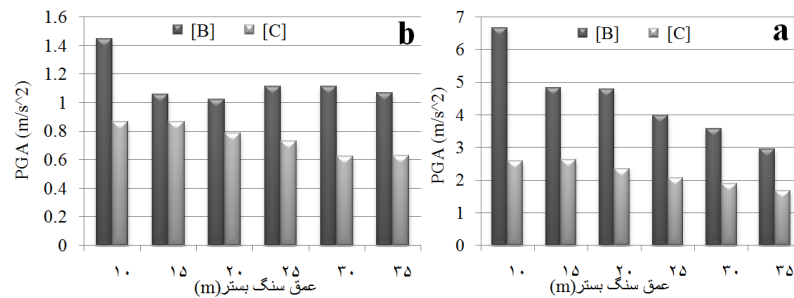 b
[B] [C]
PGA (m/s^2)
1.6
1.4
1.2
1
0.8
0.6
0.4
0.2
0
۱۰ ۱۵ ۲۰ ۲۵ ۳۰ ۳۵
عمق سنگ بستر(m)
a
[B] [C]
PGA (m/s^2)
7
6
5
4
3
2
1
0
۱۰ ۱۵ ۲۰ ۲۵ ۳۰ ۳۵
عمق سنگ بستر(m)